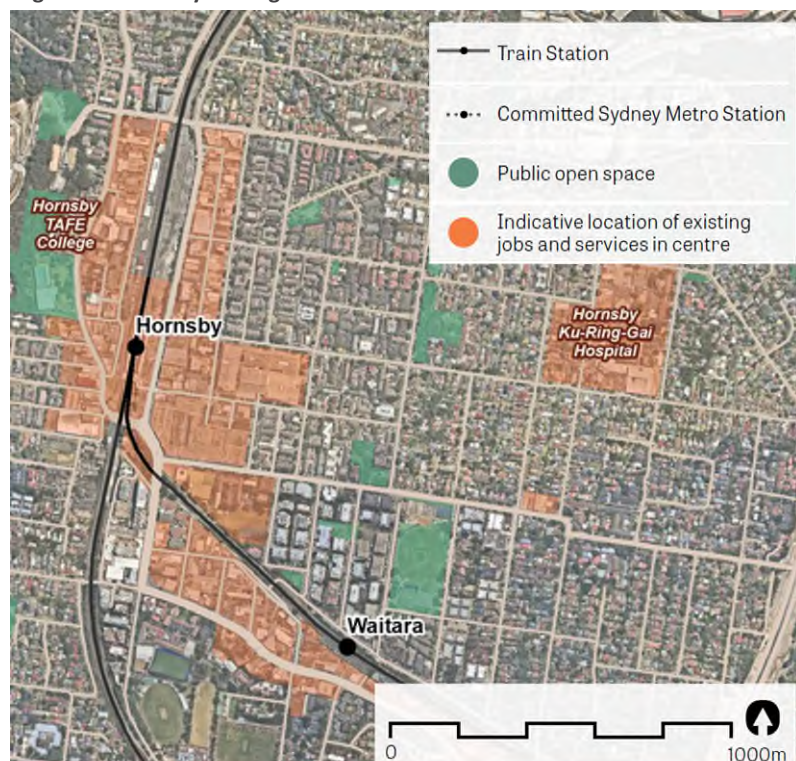 Train Station
Committed Sydney Metro Station
Public open space
Indicative location of existing
jobs and services in centre
Hornsby
TAFE
College
Hornsby
Ku-Ring-Gai
Hospital
Hornsby
Waitara
0
1000m